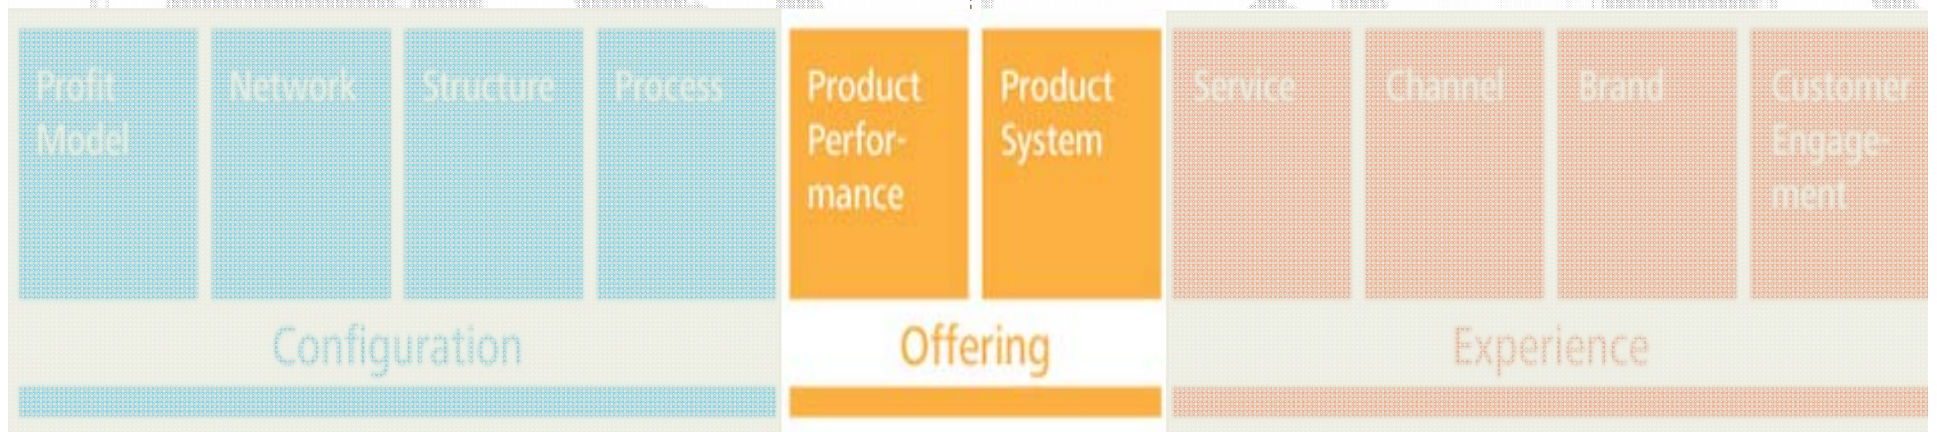 Profit
Model
Network
Structure
Process
Product
Perfor-
mance
Product
System
Service
Channel
Brand
Customer
Engage-
ment
Configuration
Offering
Experience